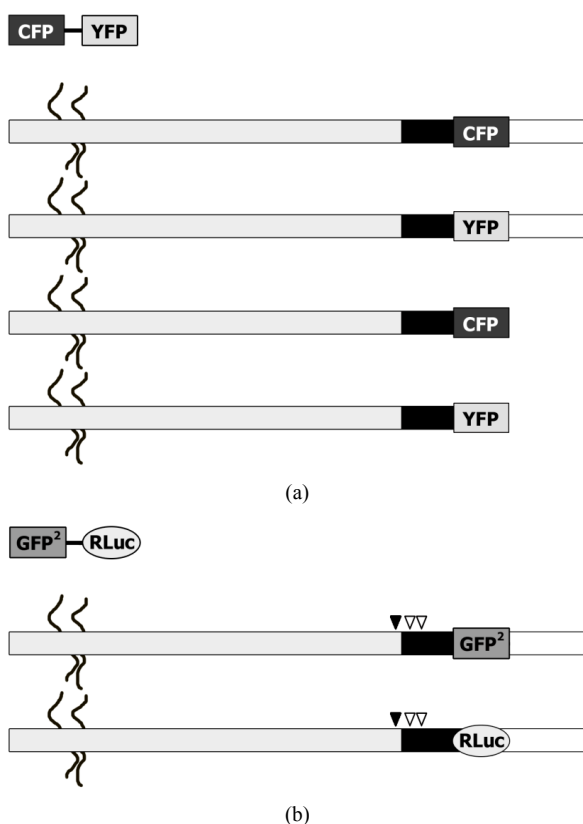 CFP YFP
CFP
YFP
CFP
YFP
(a)
GFP² RLuc
GFP²
RLuc
(b)